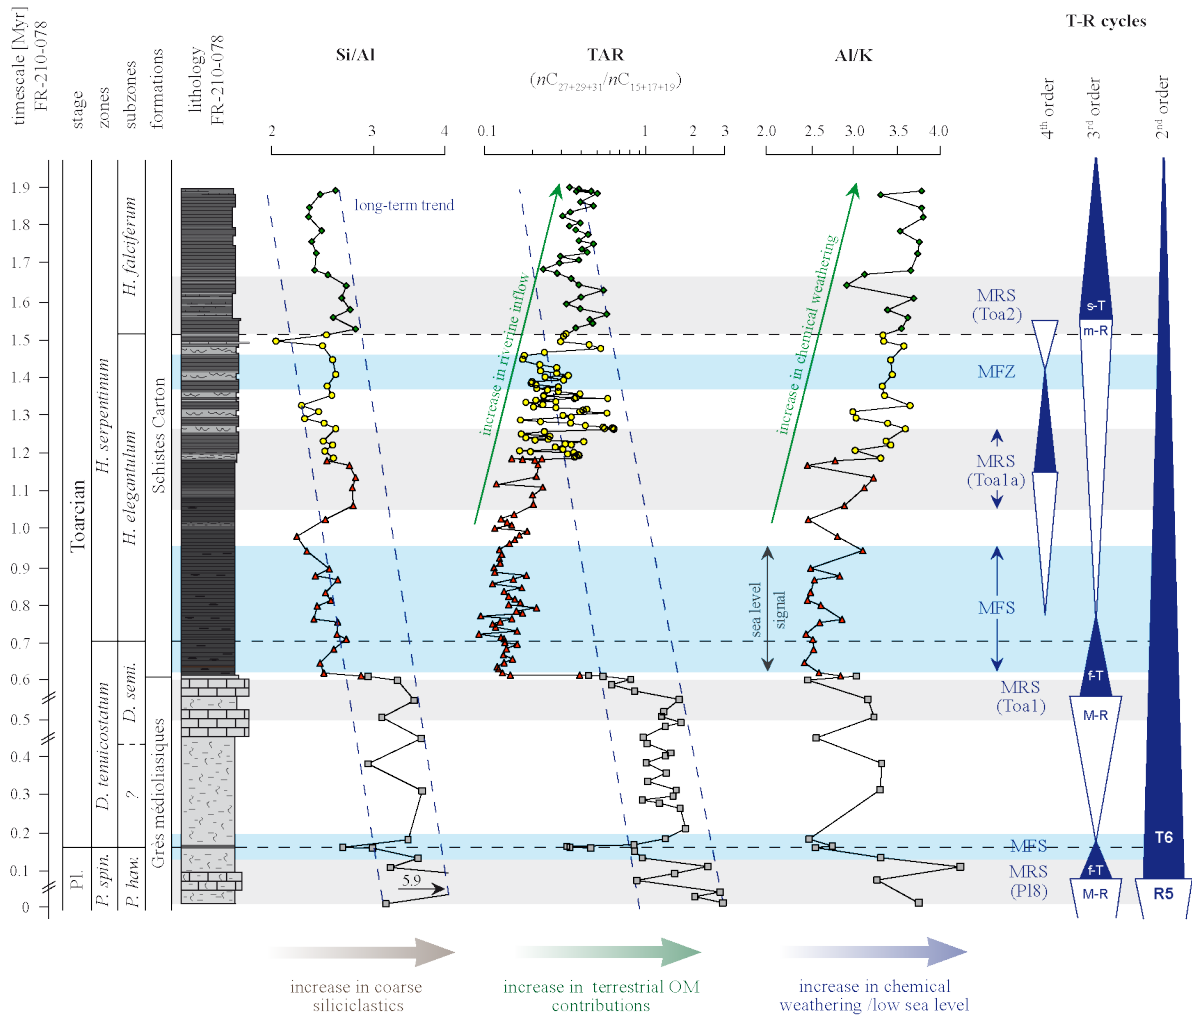 T-R cycles
timescale [Myr]
FR-210-078
stage
zones
subzones
formations
lithology
FR-210-078
Si/Al
TAR
(nC27+29+31/nC15+17+19)
Al/K
4th order
3rd order
2nd order
2
3
4
0.1
1
2
3
2.0
2.5
3.0
3.5
4.0
1.9
1.8
1.7
1.6
1.5
1.4
1.3
1.2
1.1
1.0
0.9
0.8
0.7
0.6
0.5
0.4
0.3
0.2
0.1
0
Toarcian
Pl.
H. serpentinum
D. tenuicostatum
P. spin.
H. falciferum
H. elegantulum
D. semi.
?
P. haw.
Schistes Carton
Grès médioliasiques
long-term trend
5.9
increase in riverine inflow
increase in chemical weathering
sea level
signal
MRS
(Toa2)
MFZ
MRS
(Toa1a)
MFS
MRS
(Toa1)
MFS
MRS
(Pl8)
s-T
m-R
f-T
M-R
f-T
M-R
T6
R5
increase in coarse
siliciclastics
increase in terrestrial OM
contributions
increase in chemical
weathering /low sea level